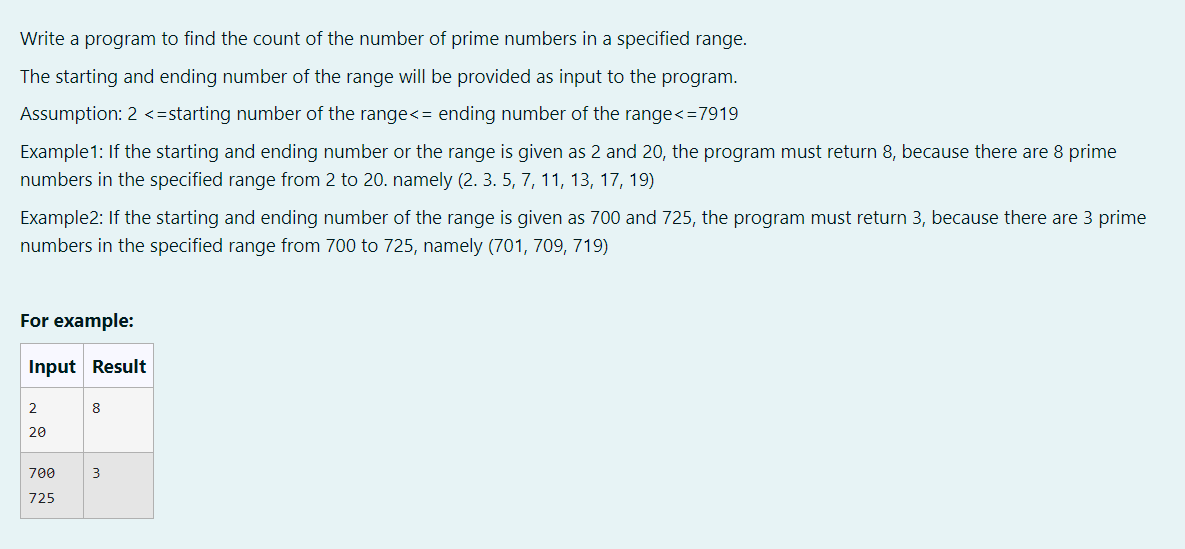 Write a program to find the count of the number of prime numbers in a specified range.
The starting and ending number of the range will be provided as input to the program.
Assumption: 2 <=starting number of the range<= ending number of the range<=7919
Example1: If the starting and ending number or the range is given as 2 and 20, the program must return 8, because there are 8 prime
numbers in the specified range from 2 to 20. namely (2. 3. 5, 7, 11, 13, 17, 19)
Example2: If the starting and ending number of the range is given as 700 and 725, the program must return 3, because there are 3 prime
numbers in the specified range from 700 to 725, namely (701, 709, 719)
For example:
Input Result
2 8
20
700 3
725